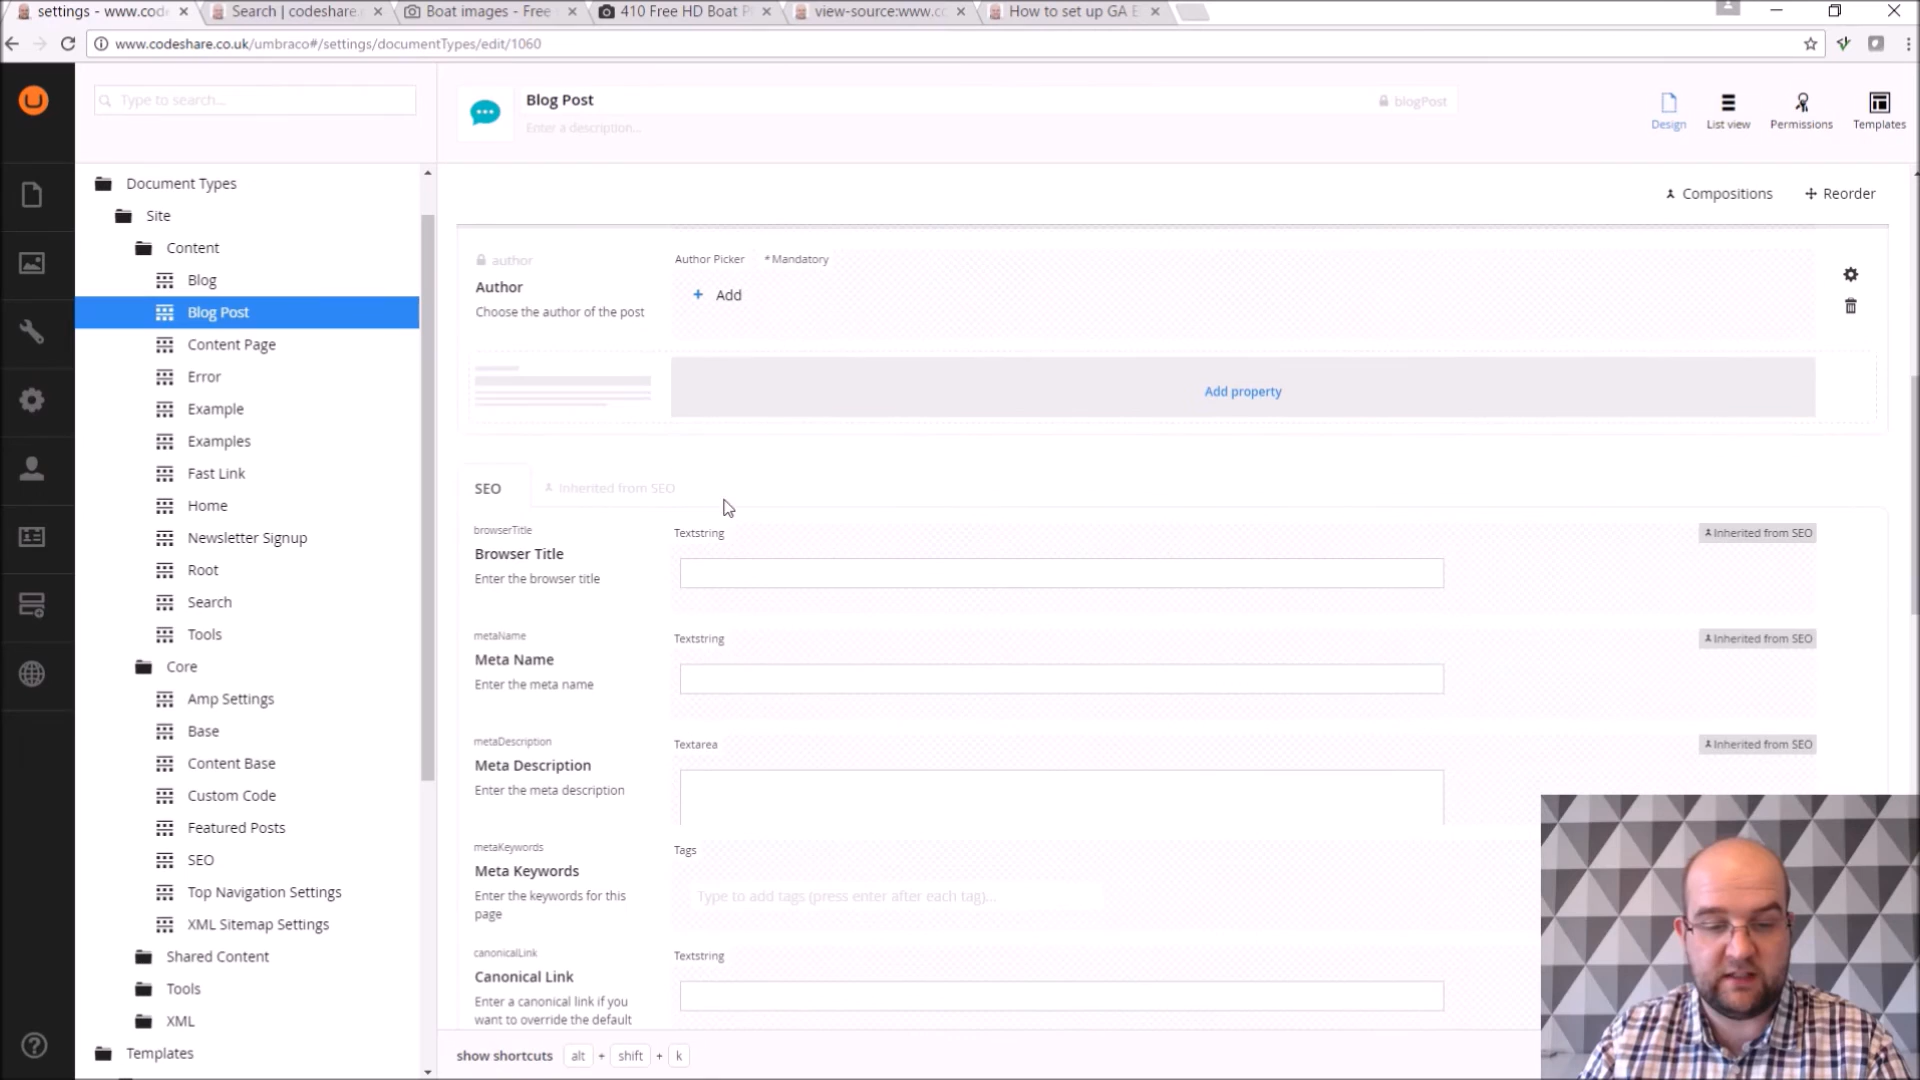 settings - www.cod
Search | codeshare.
Boat images - Free
410 Free HD Boat P
view-source:www.co
How to set up GA E
www.codeshare.co.uk/umbraco#/settings/documentTypes/edit/1060
Type to search...
Blog Post
Enter a description...
blogPost
Design
List view
Permissions
Templates
Document Types
Site
Content
Blog
Blog Post
Content Page
Error
Example
Examples
Fast Link
Home
Newsletter Signup
Root
Search
Tools
Core
Amp Settings
Base
Content Base
Custom Code
Featured Posts
SEO
Top Navigation Settings
XML Sitemap Settings
Shared Content
Tools
XML
Templates
Compositions
Reorder
author
Author
Choose the author of the post
Author Picker * Mandatory
+ Add
Add property
SEO
Inherited from SEO
browserTitle
Browser Title
Enter the browser title
Textstring
Inherited from SEO
metaName
Meta Name
Enter the meta name
Textstring
Inherited from SEO
metaDescription
Meta Description
Enter the meta description
Textarea
Inherited from SEO
metaKeywords
Meta Keywords
Enter the keywords for this
page
Tags
Type to add tags (press enter after each tag)...
canonicalLink
Canonical Link
Enter a canonical link if you
want to override the default
Textstring
show shortcuts alt + shift + k